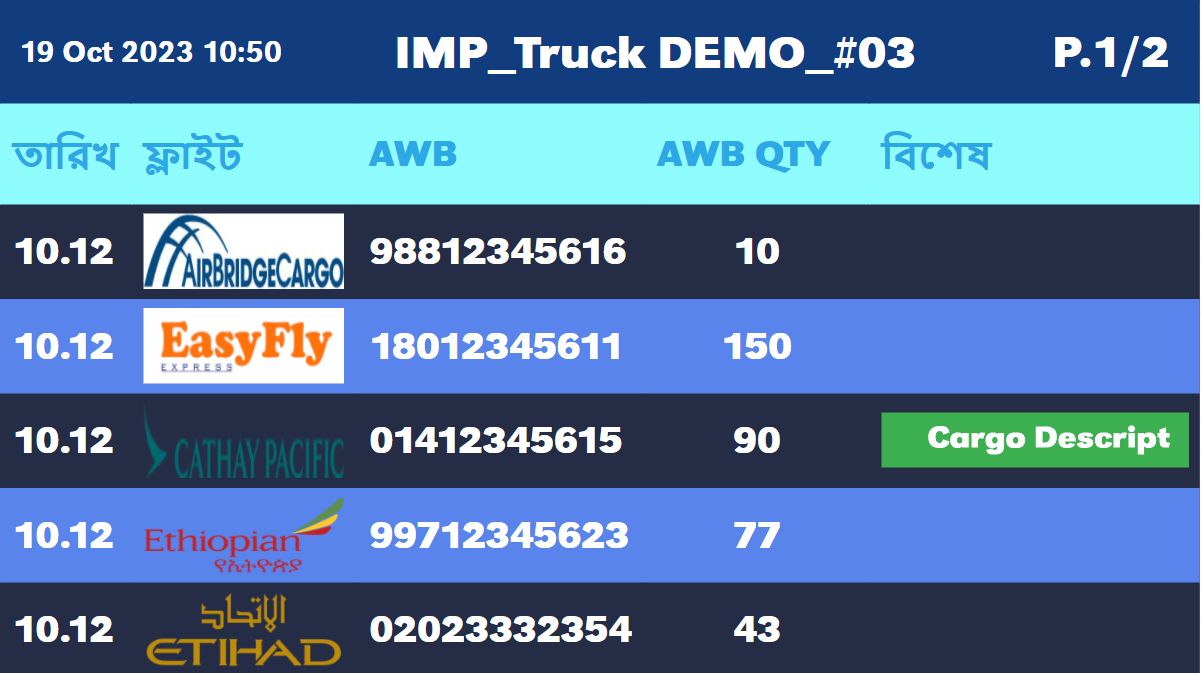 19 Oct 2023 10:50 IMP_Truck DEMO_#03 P.1/2
তারিখ ফ্লাইট AWB AWB QTY বিশেষ
10.12 AIRBRIDGECARGO 98812345616 10
10.12 EasyFly EXPRESS 18012345611 150
10.12 CATHAY PACIFIC 01412345615 90 Cargo Descript
10.12 Ethiopian የኢትዮጵያ 99712345623 77
10.12 الإتحاد ETIHAD 02023332354 43